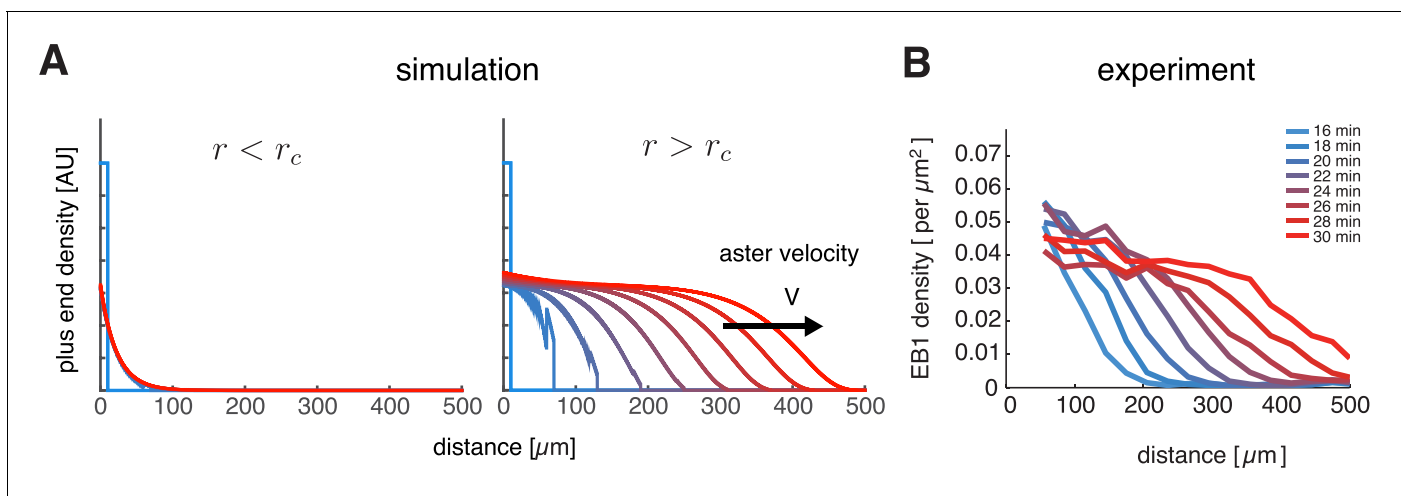 A
simulation
B
experiment
r < r_c
r > r_c
plus end density [AU]
aster velocity
V
0 100 200 300 400 500
0 100 200 300 400 500
distance [µm]
EB1 density [ per µm²]
0.07
0.06
0.05
0.04
0.03
0.02
0.01
0
16 min
18 min
20 min
22 min
24 min
26 min
28 min
30 min
0 100 200 300 400 500
distance [µm]